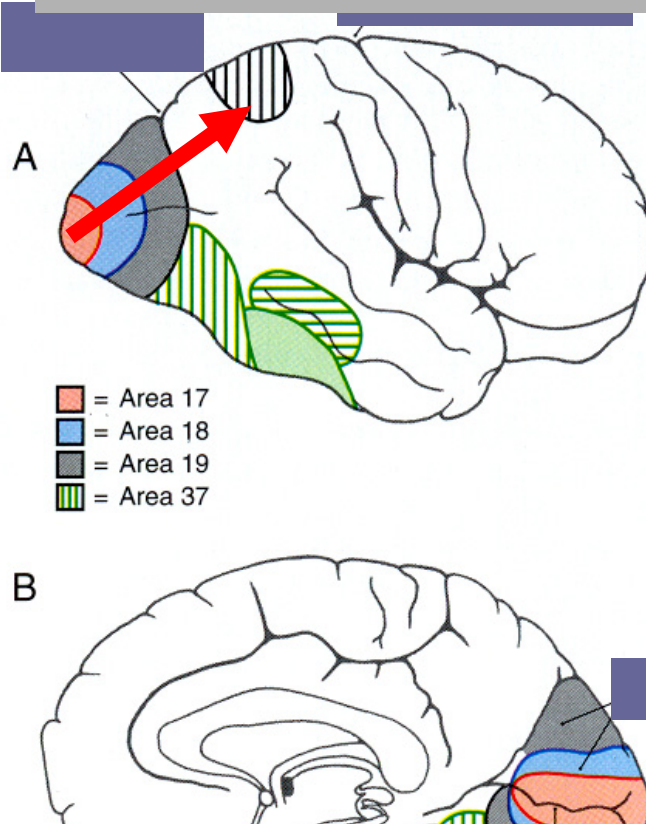 A
= Area 17
= Area 18
= Area 19
= Area 37
B